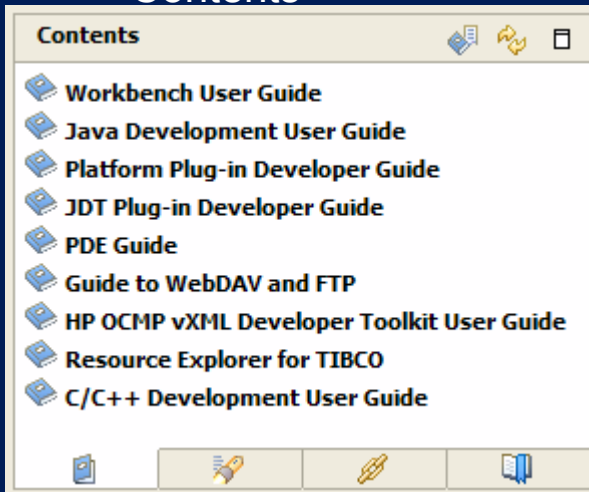 Contents
Contents
Workbench User Guide
Java Development User Guide
Platform Plug-in Developer Guide
JDT Plug-in Developer Guide
PDE Guide
Guide to WebDAV and FTP
HP OCMP vXML Developer Toolkit User Guide
Resource Explorer for TIBCO
C/C++ Development User Guide